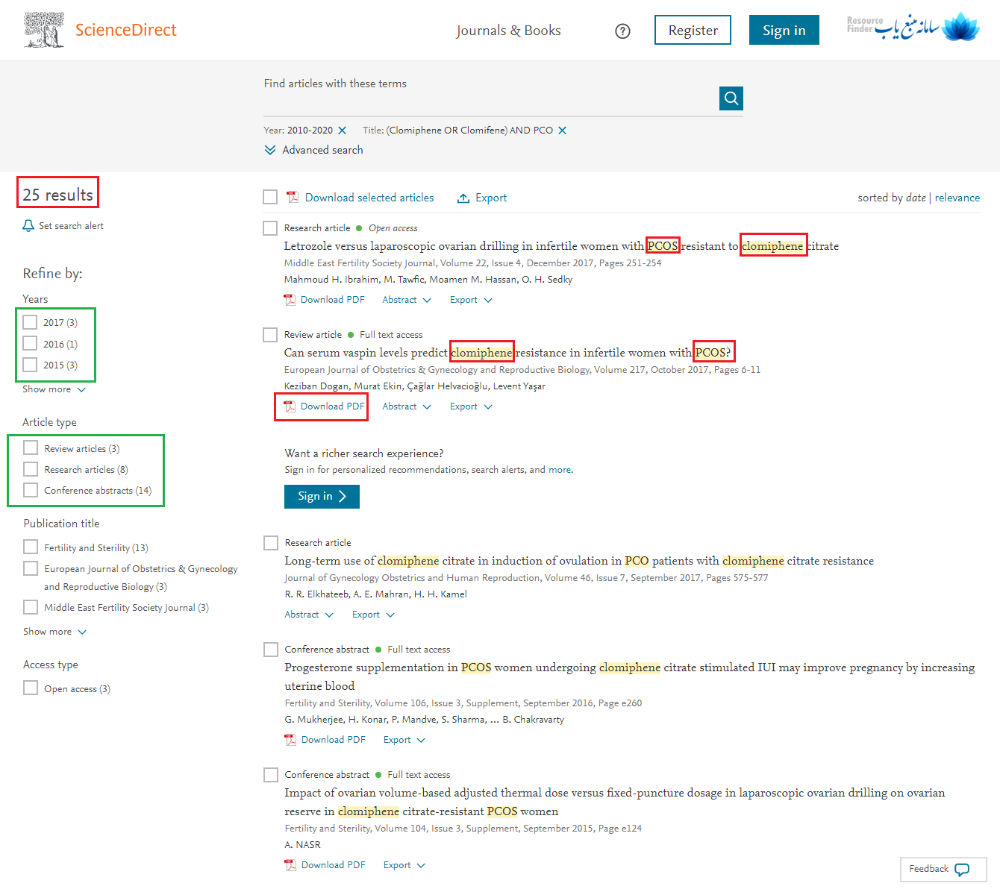 ScienceDirect
Journals & Books
?
Register
Sign in
Resource
Finder
سامانه منبع یاب
Find articles with these terms
Year: 2010-2020
Title: (Clomiphene OR Clomifene) AND PCO
Advanced search
25 results
Set search alert
Refine by:
Years
2017 (3)
2016 (1)
2015 (3)
Show more
Article type
Review articles (3)
Research articles (8)
Conference abstracts (14)
Publication title
Fertility and Sterility (13)
European Journal of Obstetrics & Gynecology
and Reproductive Biology (3)
Middle East Fertility Society Journal (3)
Show more
Access type
Open access (3)
Download selected articles
Export
sorted by date | relevance
Research article Open access
Letrozole versus laparoscopic ovarian drilling in infertile women with PCOS resistant to clomiphene citrate
Middle East Fertility Society Journal, Volume 22, Issue 4, December 2017, Pages 251-254
Mahmoud H. Ibrahim, M. Tawfic, Moamen M. Hassan, O. H. Sedky
Download PDF Abstract Export
Review article Full text access
Can serum vaspin levels predict clomiphene resistance in infertile women with PCOS?
European Journal of Obstetrics & Gynecology and Reproductive Biology, Volume 217, October 2017, Pages 6-11
Keziban Dogan, Murat Ekin, Çağlar Helvacioğlu, Levent Yaşar
Download PDF Abstract Export
Want a richer search experience?
Sign in for personalized recommendations, search alerts, and more.
Sign in
Research article
Long-term use of clomiphene citrate in induction of ovulation in PCO patients with clomiphene citrate resistance
Journal of Gynecology Obstetrics and Human Reproduction, Volume 46, Issue 7, September 2017, Pages 575-577
R. R. Elkhateeb, A. E. Mahran, H. H. Kamel
Abstract Export
Conference abstract Full text access
Progesterone supplementation in PCOS women undergoing clomiphene citrate stimulated IUI may improve pregnancy by increasing
uterine blood
Fertility and Sterility, Volume 106, Issue 3, Supplement, September 2016, Page e260
G. Mukherjee, H. Konar, P. Mandve, S. Sharma, ... B. Chakravarty
Download PDF Export
Conference abstract Full text access
Impact of ovarian volume-based adjusted thermal dose versus fixed-puncture dosage in laparoscopic ovarian drilling on ovarian
reserve in clomiphene citrate-resistant PCOS women
Fertility and Sterility, Volume 104, Issue 3, Supplement, September 2015, Page e124
A. NASR
Download PDF Export
Feedback